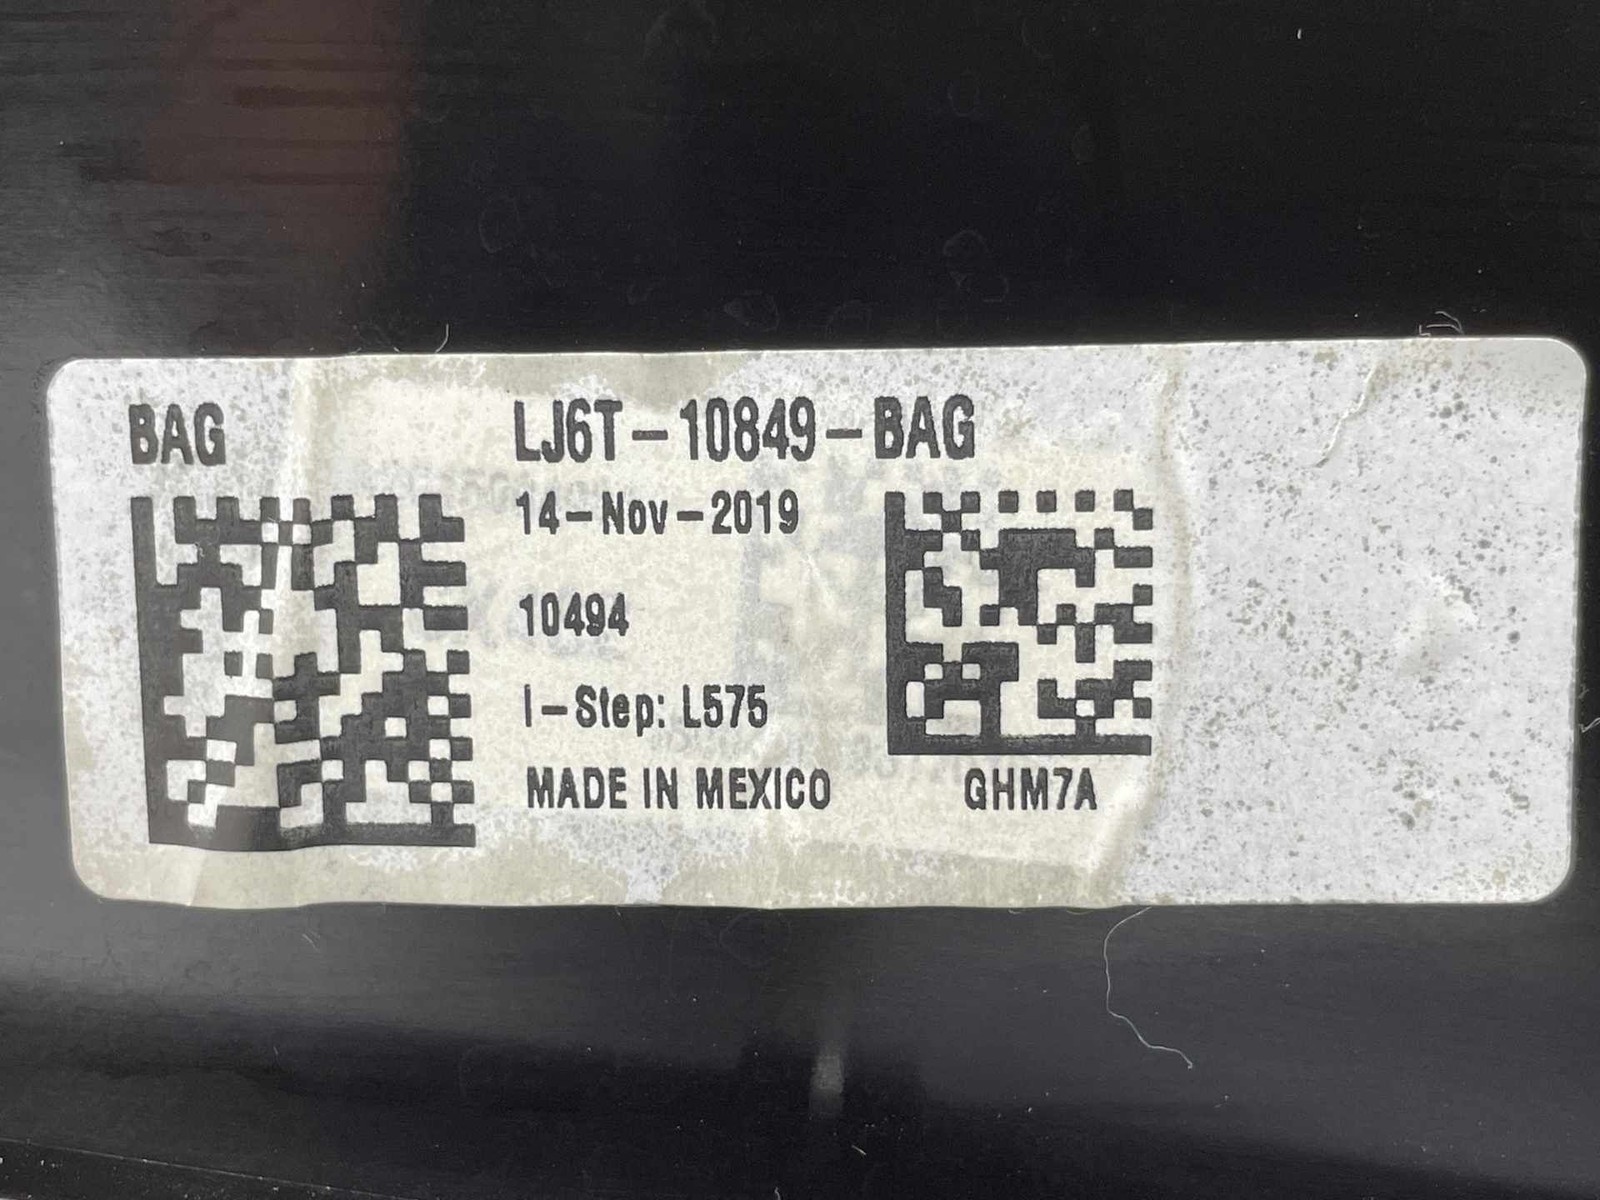 BAG
LJ6T-10849-BAG
14-Nov-2019
10494
I-Step: L575
MADE IN MEXICO
GHM7A